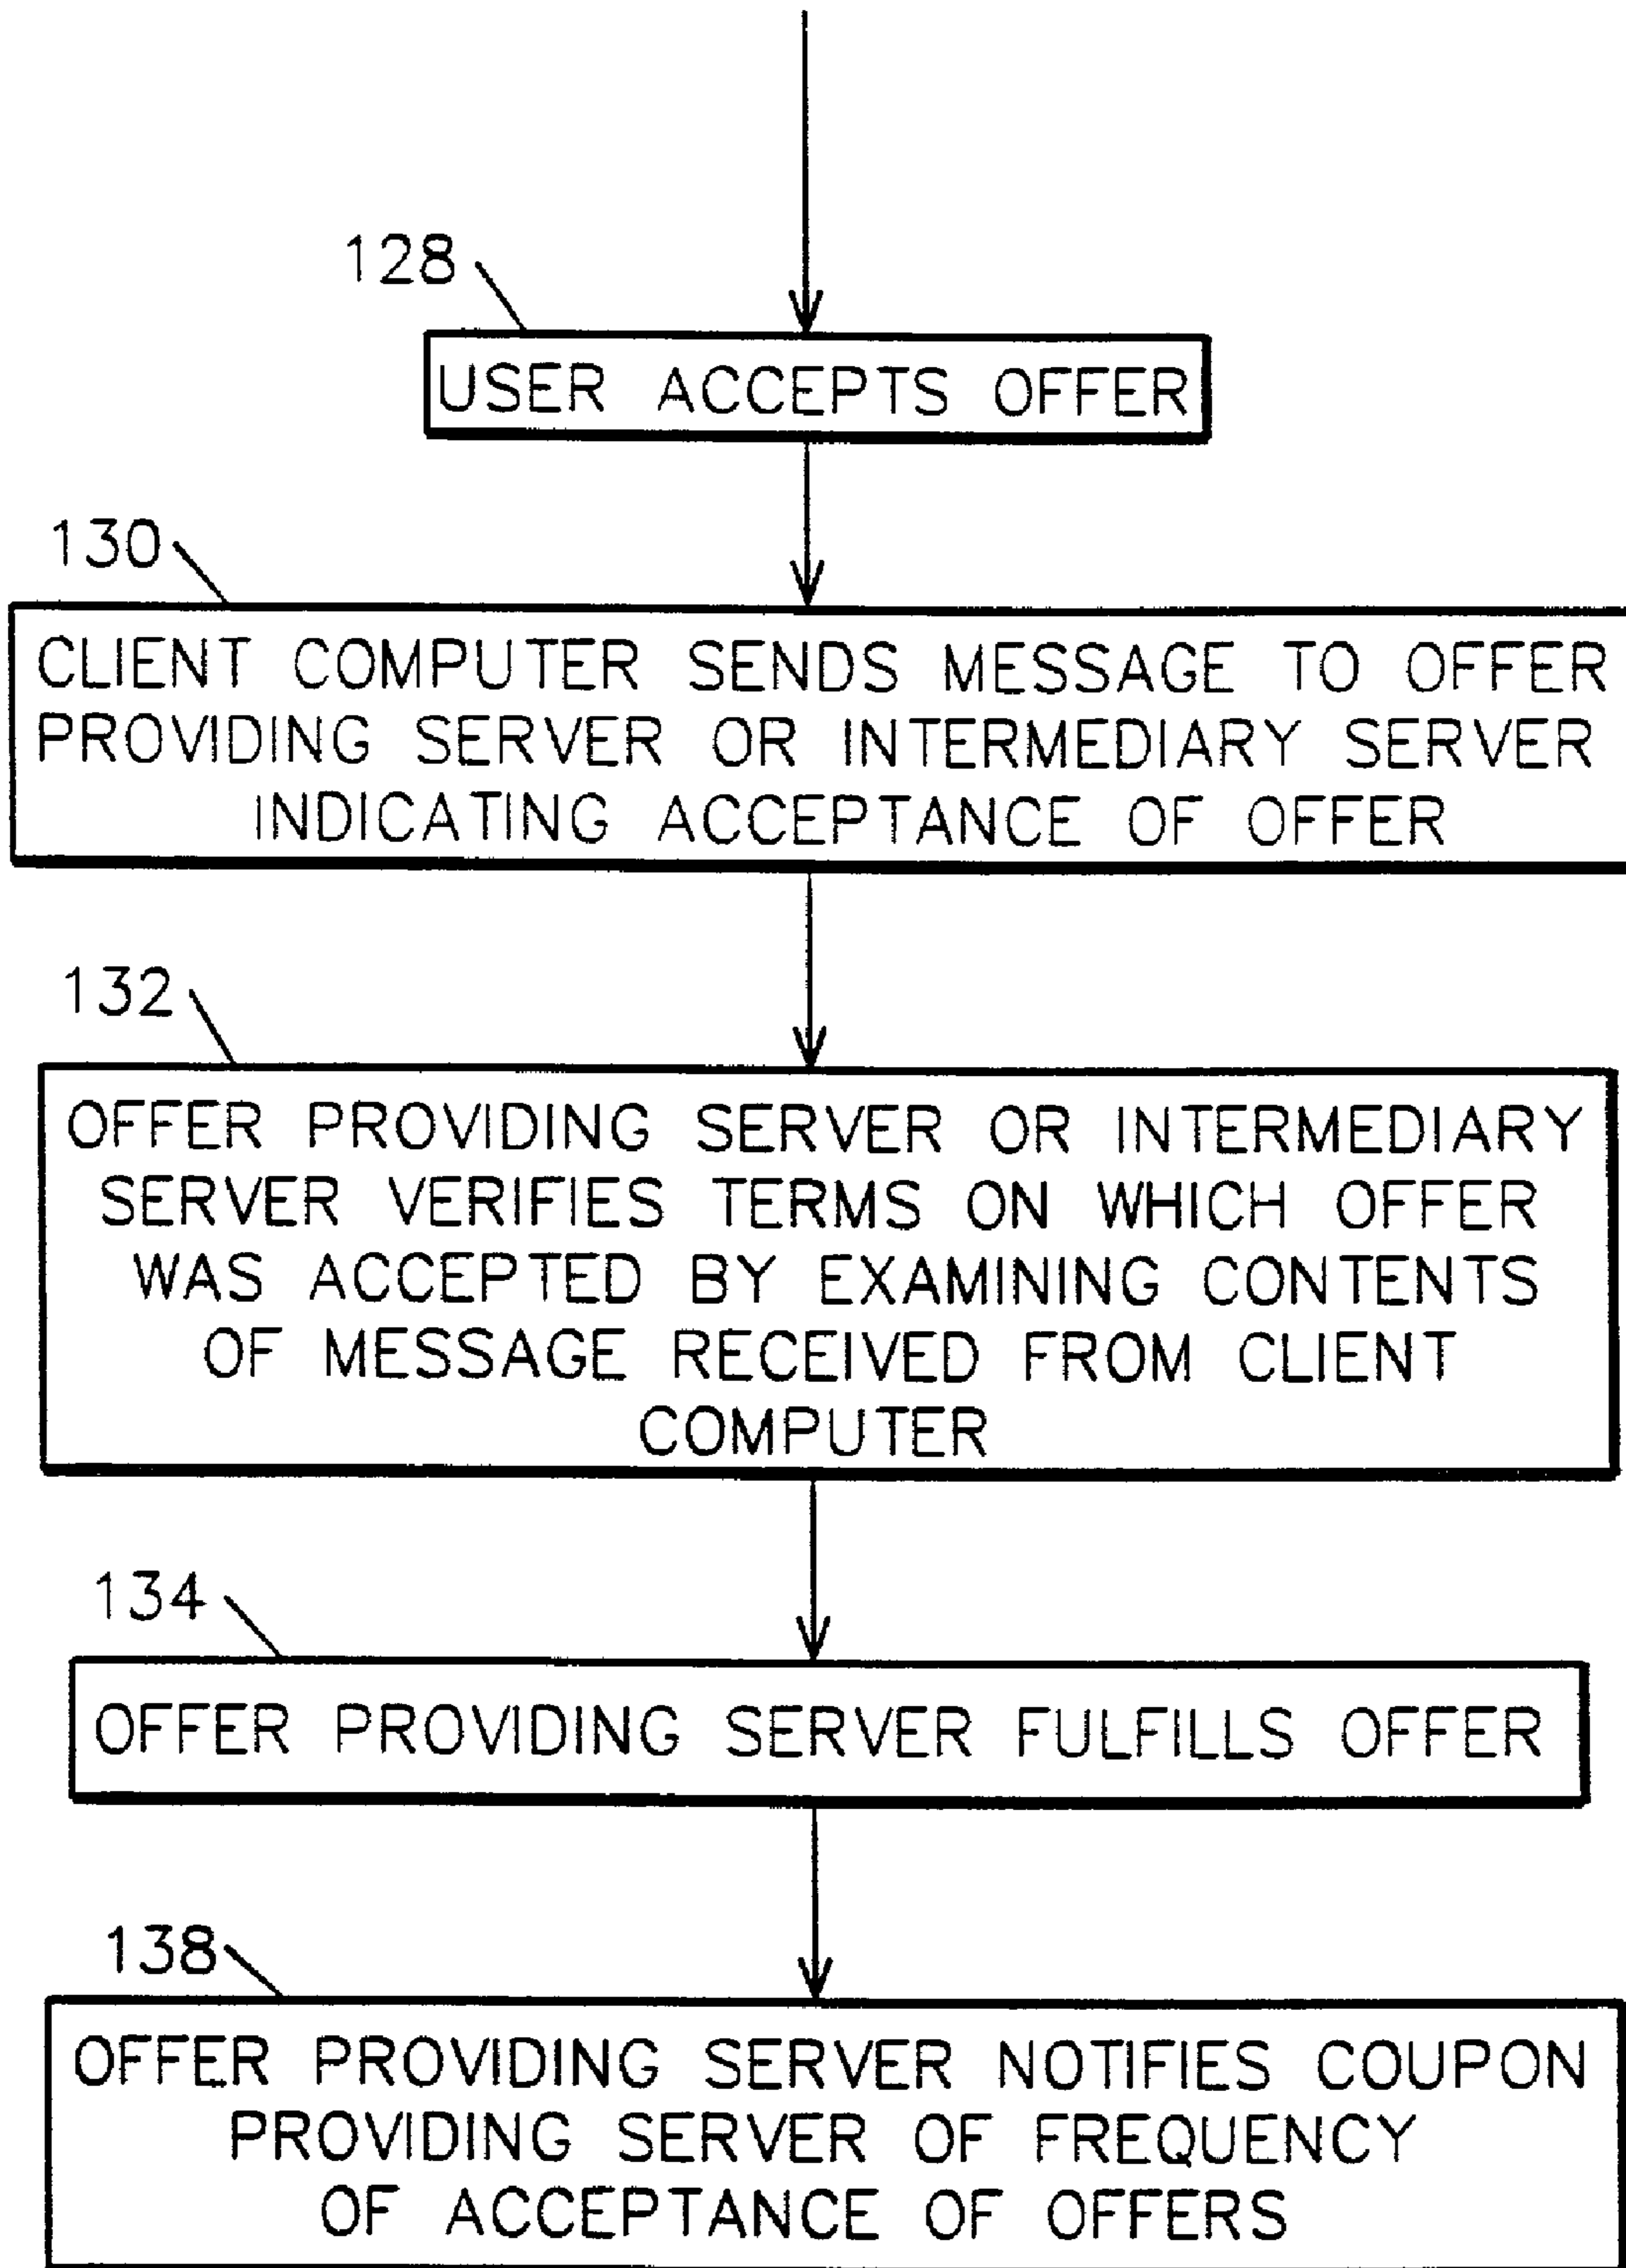 128
USER ACCEPTS OFFER
130
CLIENT COMPUTER SENDS MESSAGE TO OFFER
PROVIDING SERVER OR INTERMEDIARY SERVER
INDICATING ACCEPTANCE OF OFFER
132
OFFER PROVIDING SERVER OR INTERMEDIARY
SERVER VERIFIES TERMS ON WHICH OFFER
WAS ACCEPTED BY EXAMINING CONTENTS
OF MESSAGE RECEIVED FROM CLIENT
COMPUTER
134
OFFER PROVIDING SERVER FULFILLS OFFER
138
OFFER PROVIDING SERVER NOTIFIES COUPON
PROVIDING SERVER OF FREQUENCY
OF ACCEPTANCE OF OFFERS